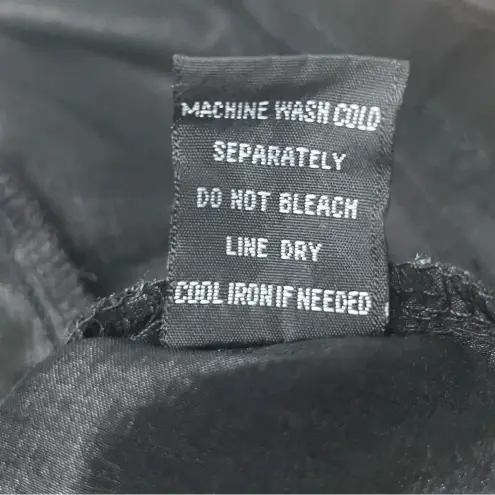 MACHINE WASH COLD
SEPARATELY
DO NOT BLEACH
LINE DRY
COOL IRON IF NEEDED